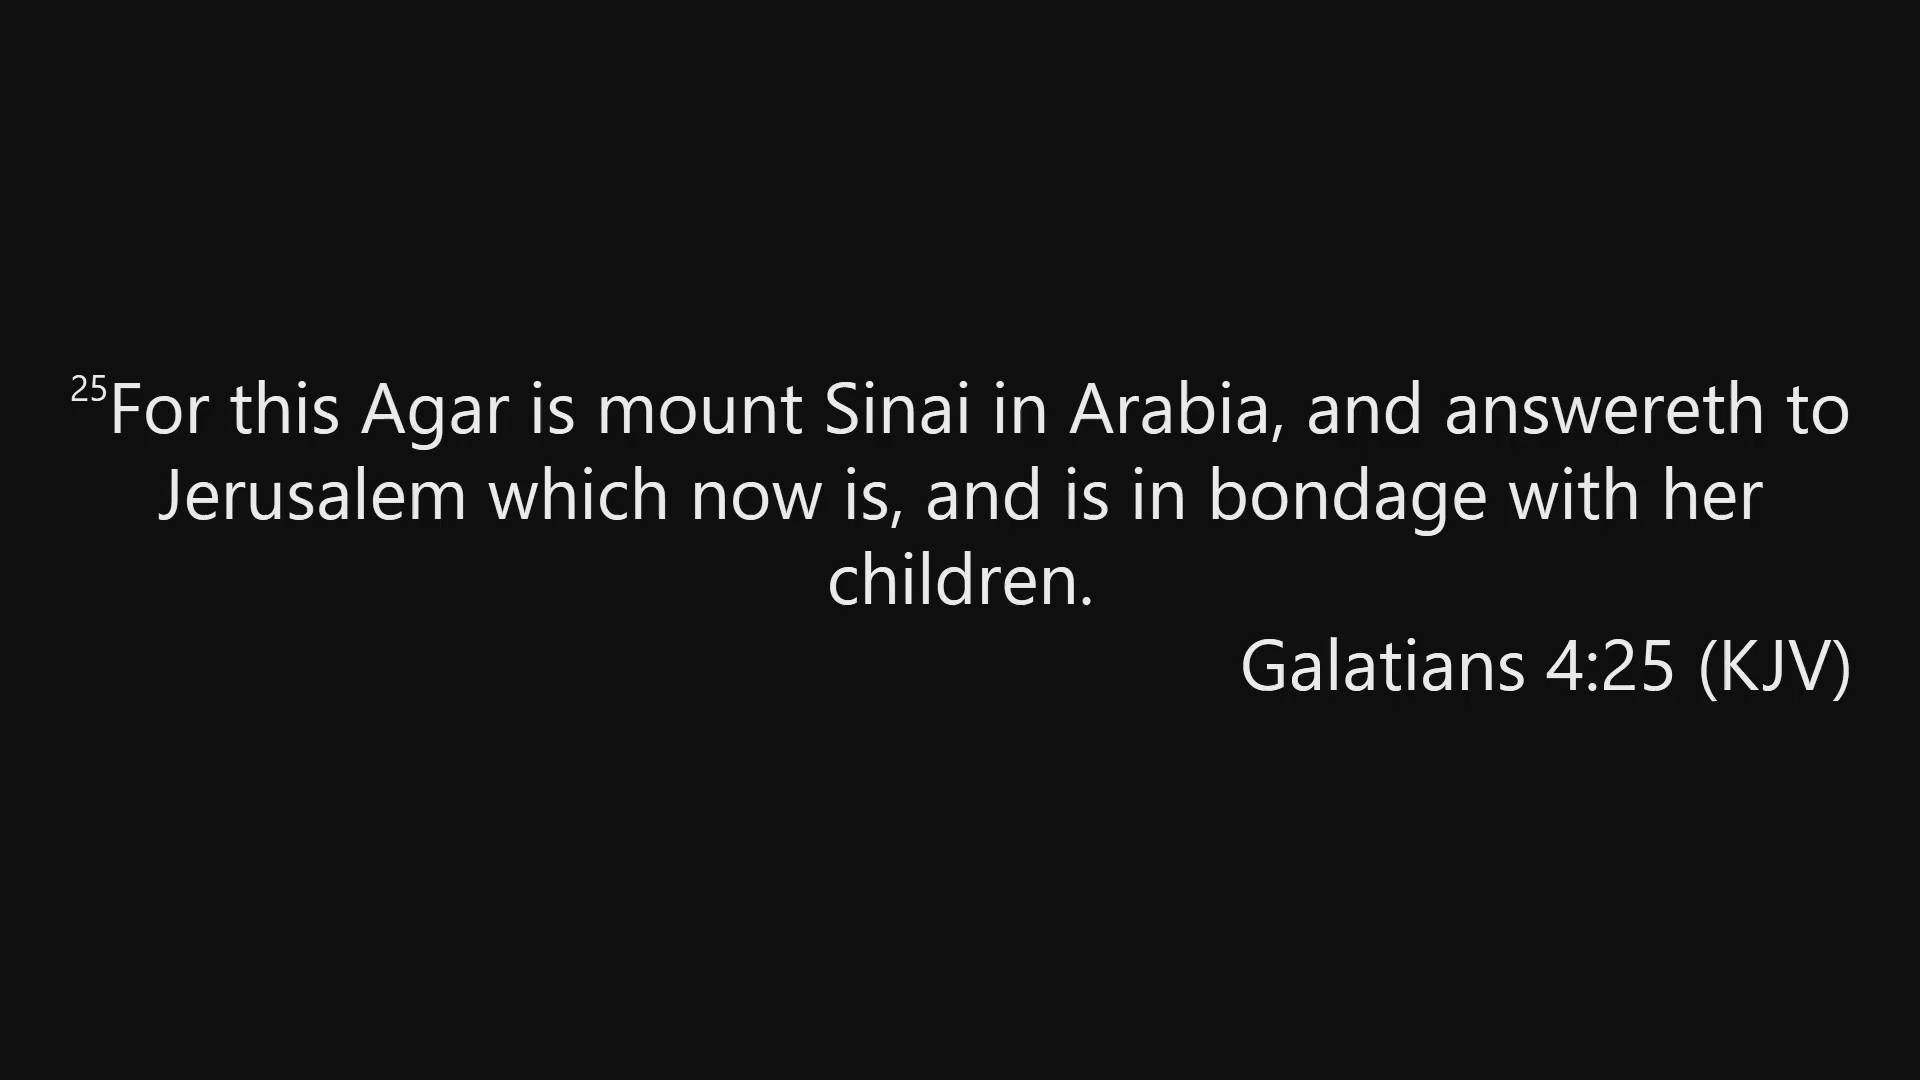 25For this Agar is mount Sinai in Arabia, and answereth to
Jerusalem which now is, and is in bondage with her
children.
Galatians 4:25 (KJV)